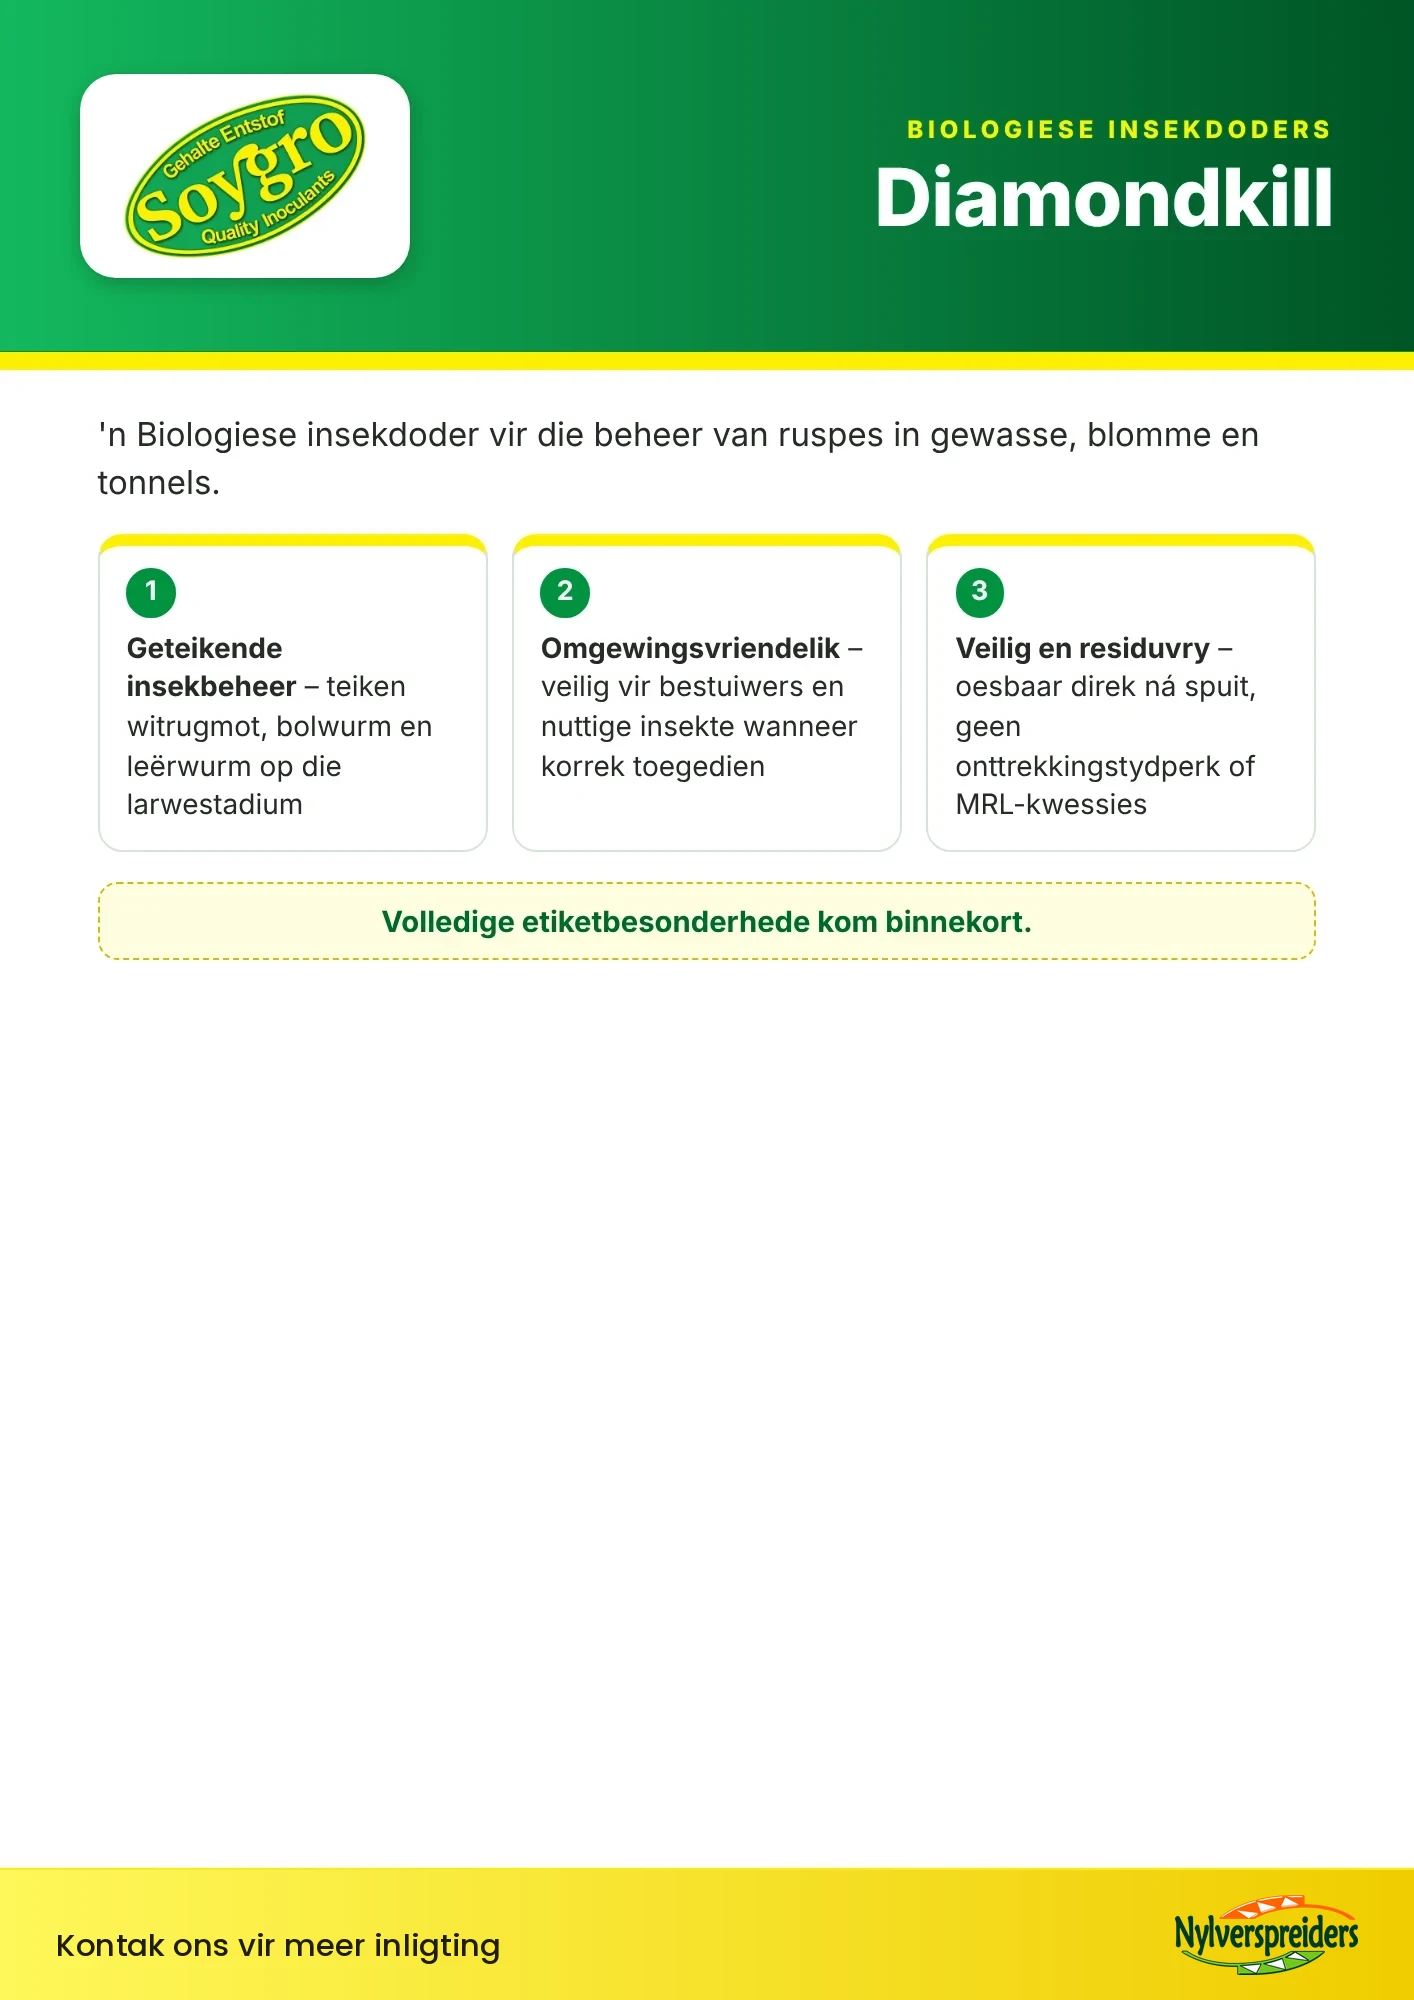 Gehalte Entstof
Soygro
Quality Inoculants
BIOLOGIESE INSEKDODERS
Diamondkill
'n Biologiese insekdoder vir die beheer van ruspes in gewasse, blomme en
tonnels.
1
Geteikende
insekbeheer – teiken
witrugmot, bolwurm en
leërwurm op die
larwestadium
2
Omgewingsvriendelik –
veilig vir bestuiwers en
nuttige insekte wanneer
korrek toegedien
3
Veilig en residuvry –
oesbaar direk ná spuit,
geen
onttrekkingstydperk of
MRL-kwessies
Volledige etiketbesonderhede kom binnekort.
Kontak ons vir meer inligting
Nylverspreiders